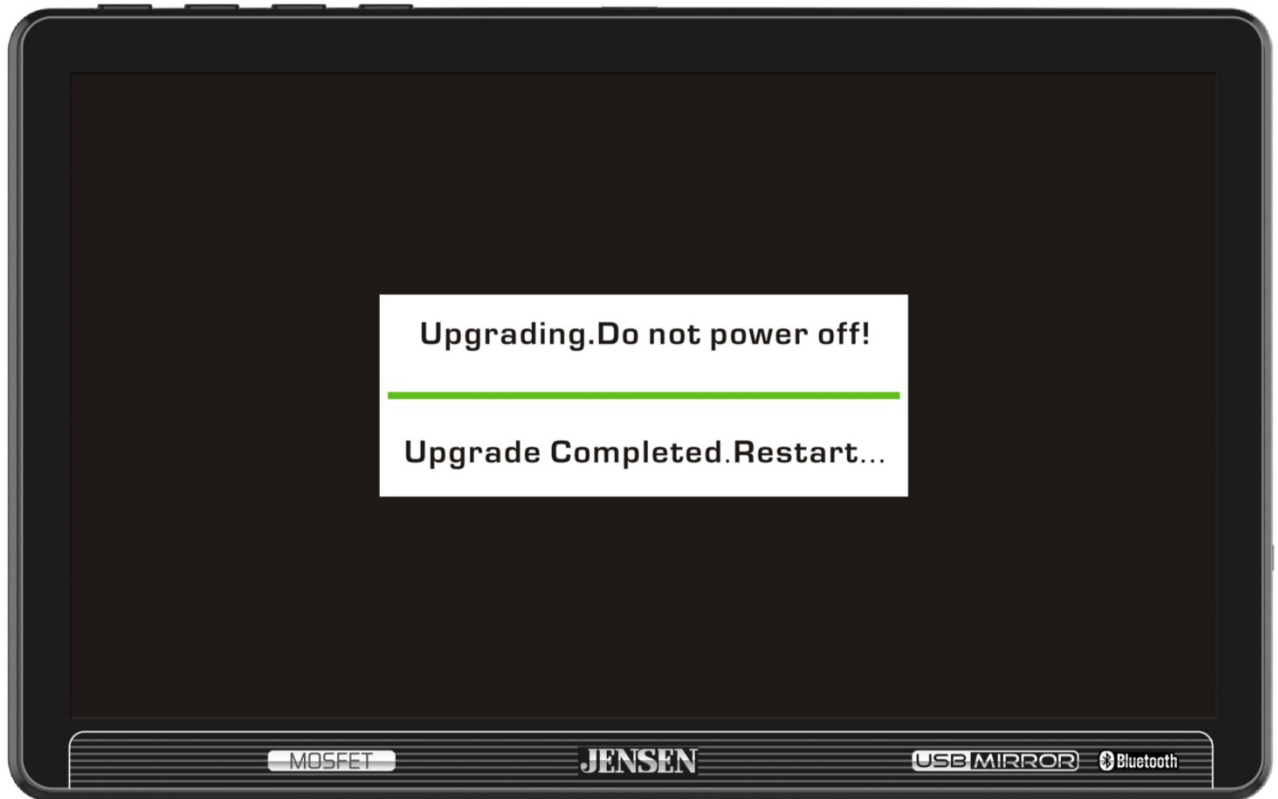 Upgrading.Do not power off!
Upgrade Completed.Restart...
MOSFET JENSEN USB MIRROR Bluetooth